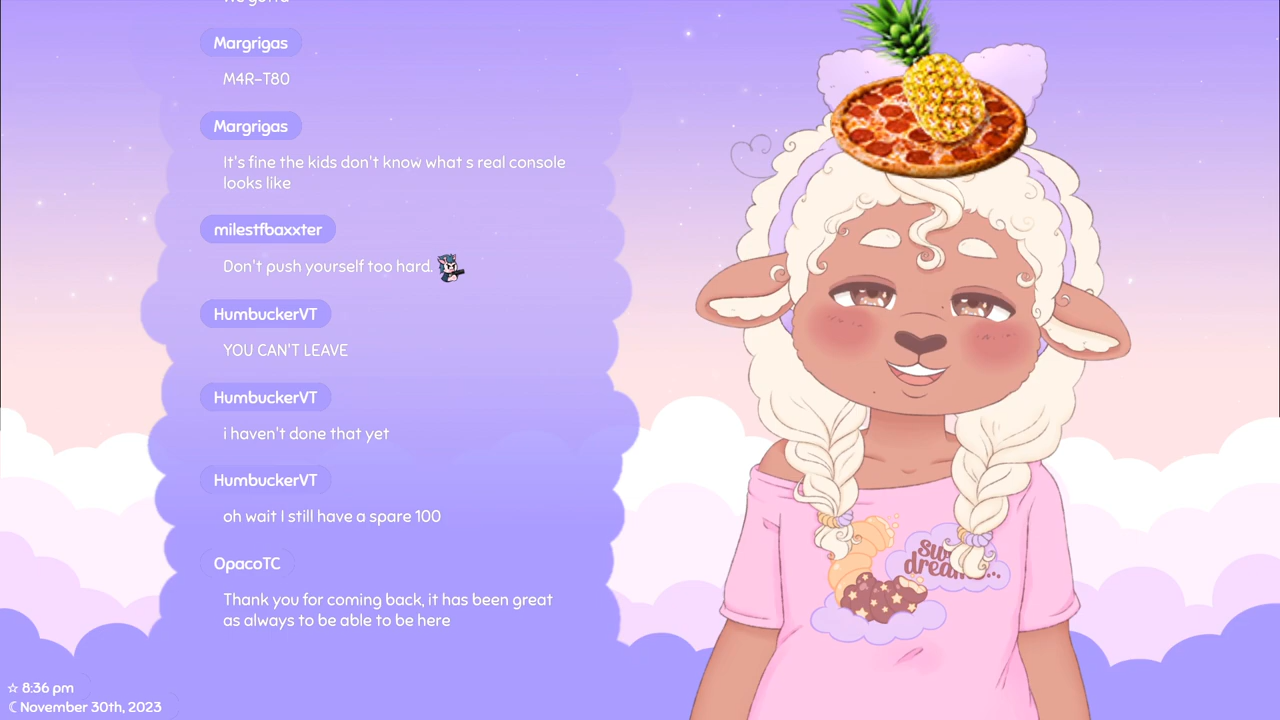 Margrigas
M4R-T80
Margrigas
It's fine the kids don't know what s real console
looks like
milestfbaxxter
Don't push yourself too hard.
HumbuckerVT
YOU CAN'T LEAVE
HumbuckerVT
i haven't done that yet
HumbuckerVT
oh wait I still have a spare 100
OpacoTC
Thank you for coming back, it has been great
as always to be able to be here
☆ 8:36 pm
☾ November 30th, 2023